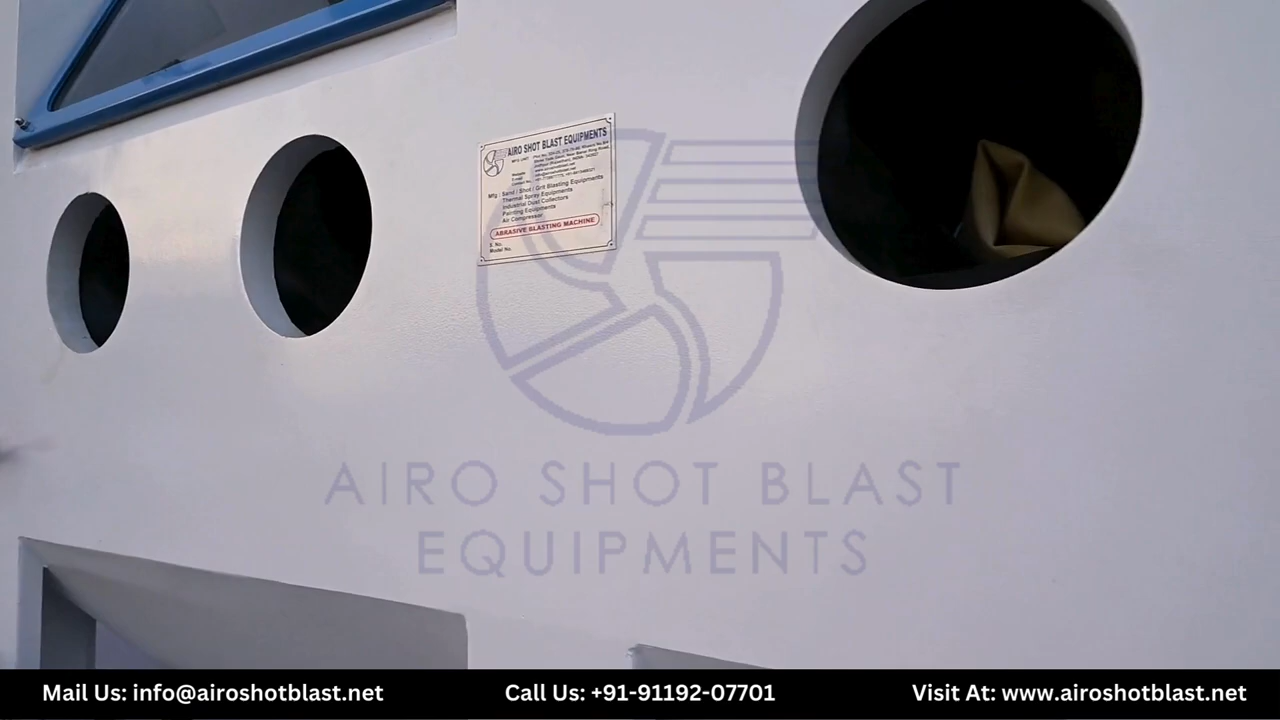 AIRO SHOT BLAST EQUIPMENTS
Mfg : Sand / Shot / Grit Blasting Equipments
Thermal Spray Equipments
Industrial Dust Collectors
Painting Equipments
Air Compressor
ABRASIVE BLASTING MACHINE
S. No.
Model No.
AIRO SHOT BLAST
EQUIPMENTS
Mail Us: info@airoshotblast.net Call Us: +91-91192-07701 Visit At: www.airoshotblast.net